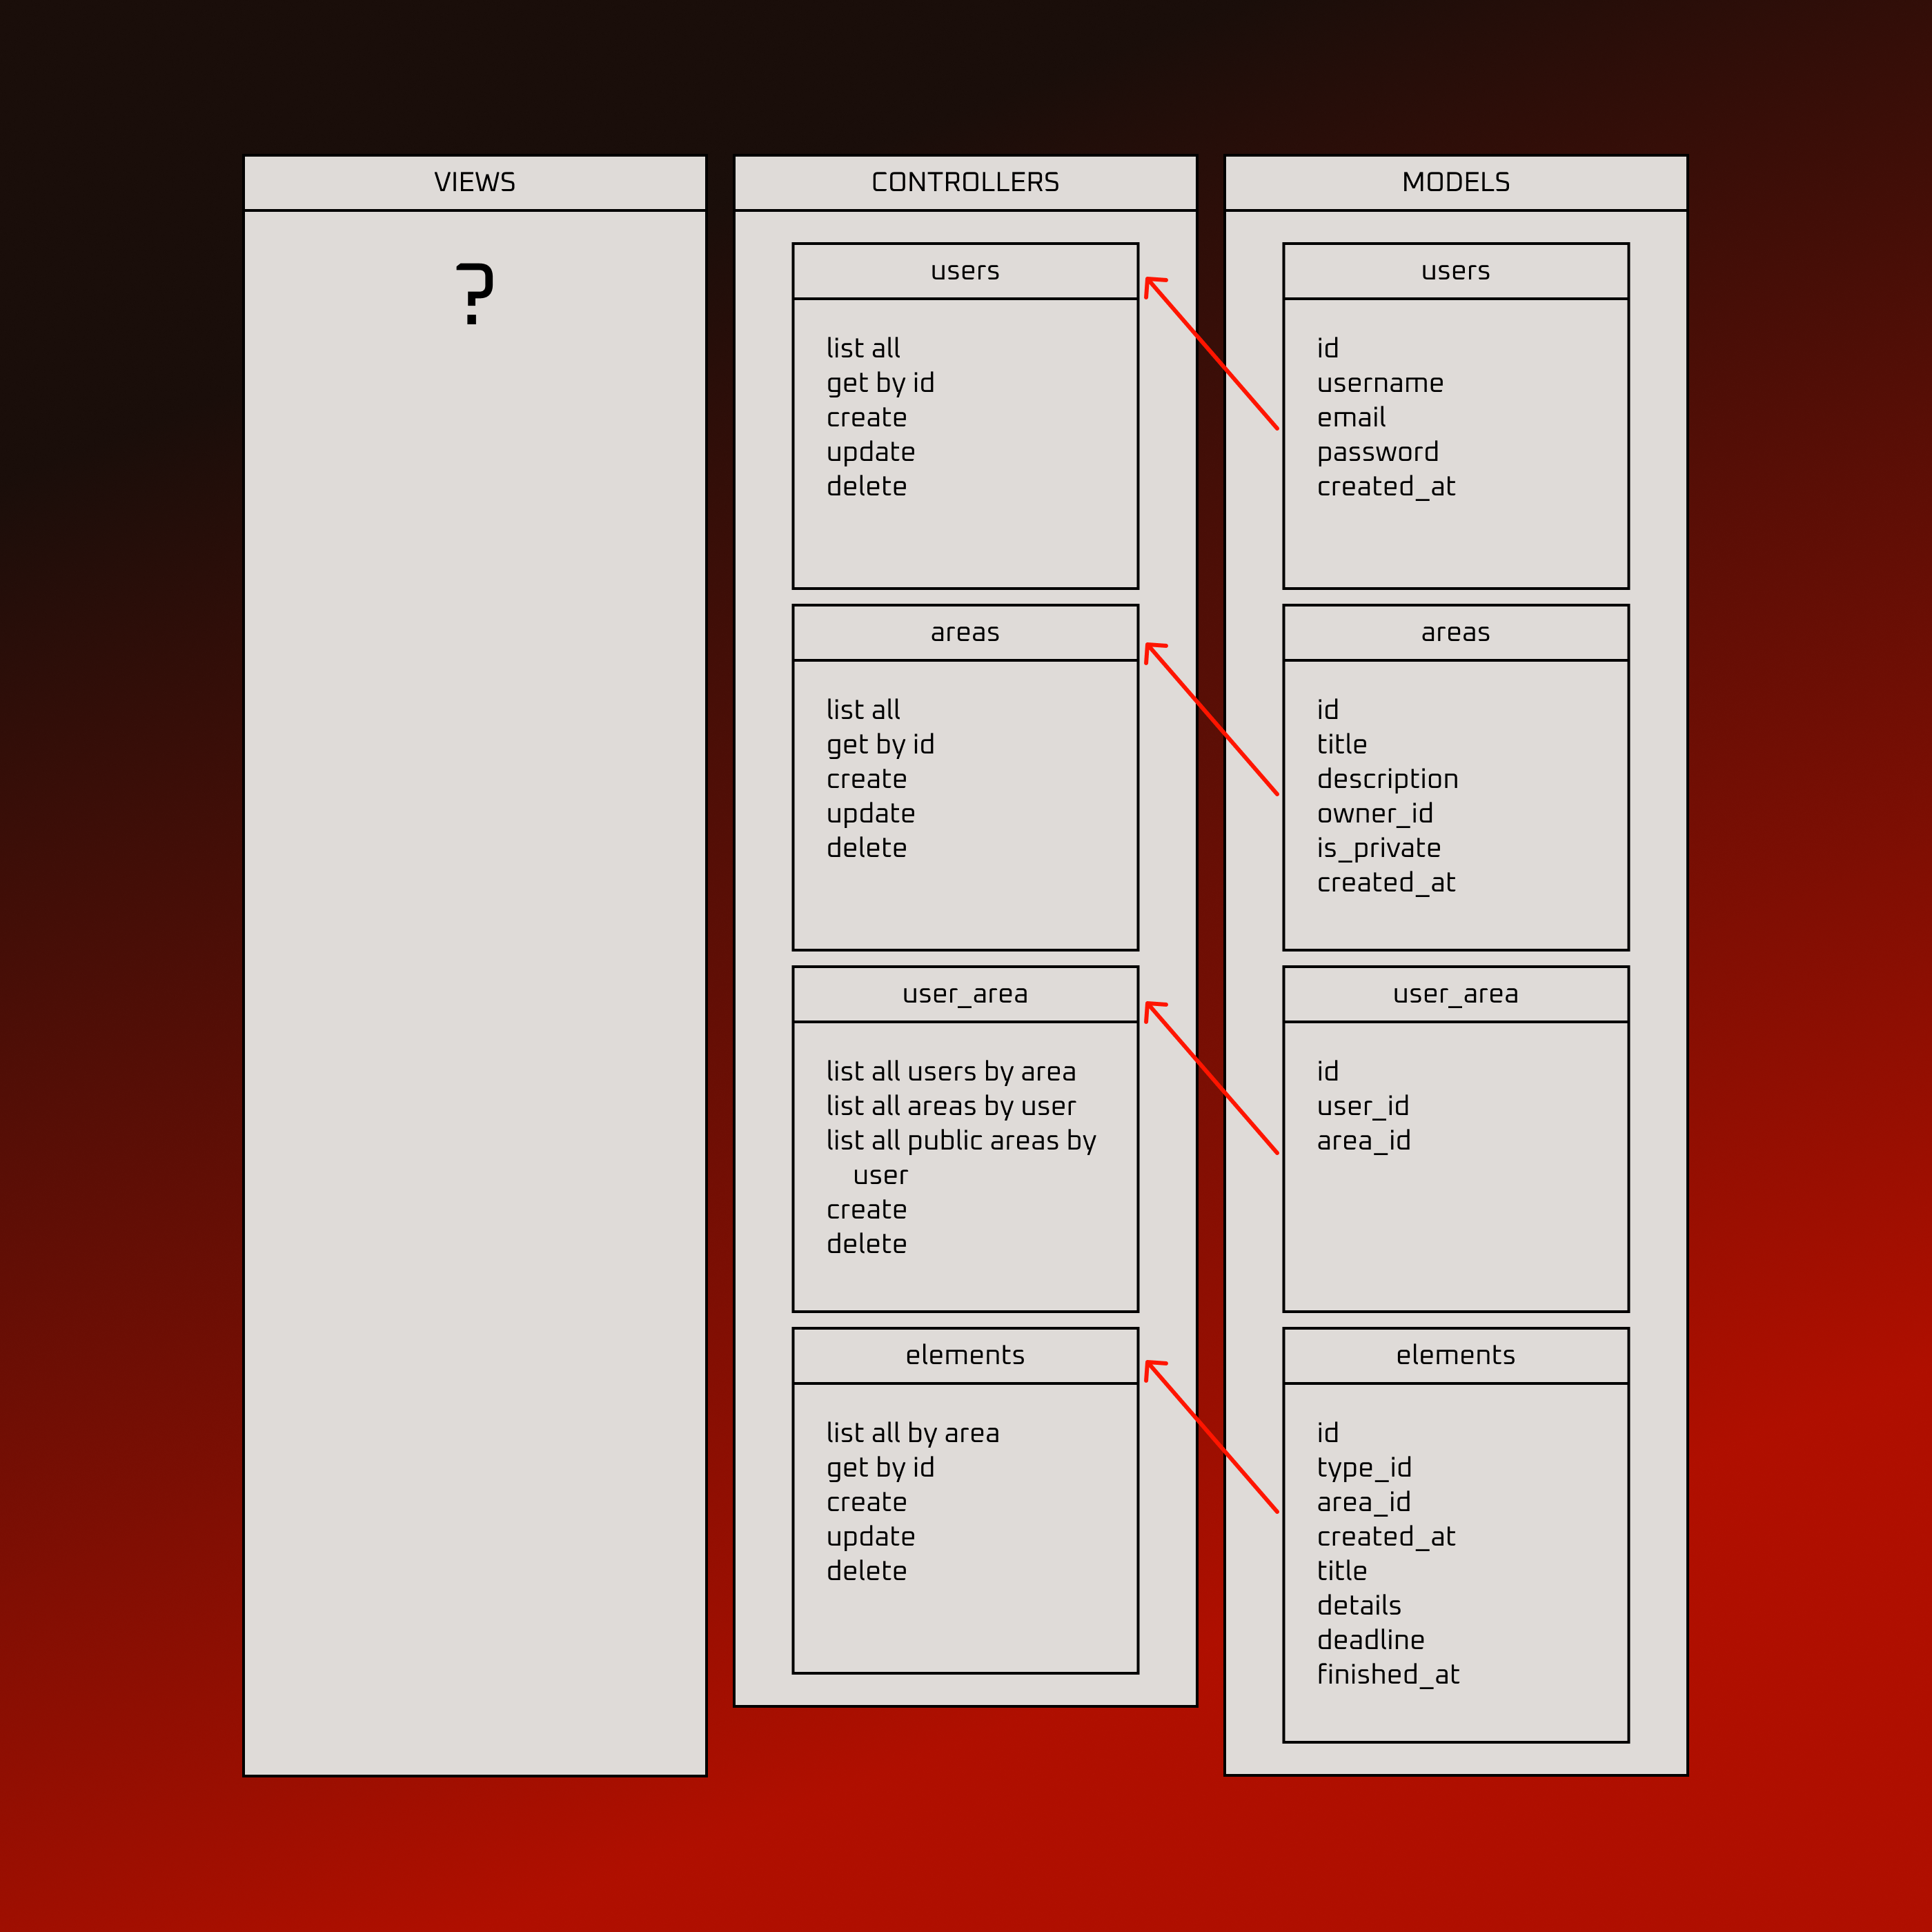 VIEWS
?
CONTROLLERS
users
list all
get by id
create
update
delete
areas
list all
get by id
create
update
delete
user_area
list all users by area
list all areas by user
list all public areas by
user
create
delete
elements
list all by area
get by id
create
update
delete
MODELS
users
id
username
email
password
created_at
areas
id
title
description
owner_id
is_private
created_at
user_area
id
user_id
area_id
elements
id
type_id
area_id
created_at
title
details
deadline
finished_at